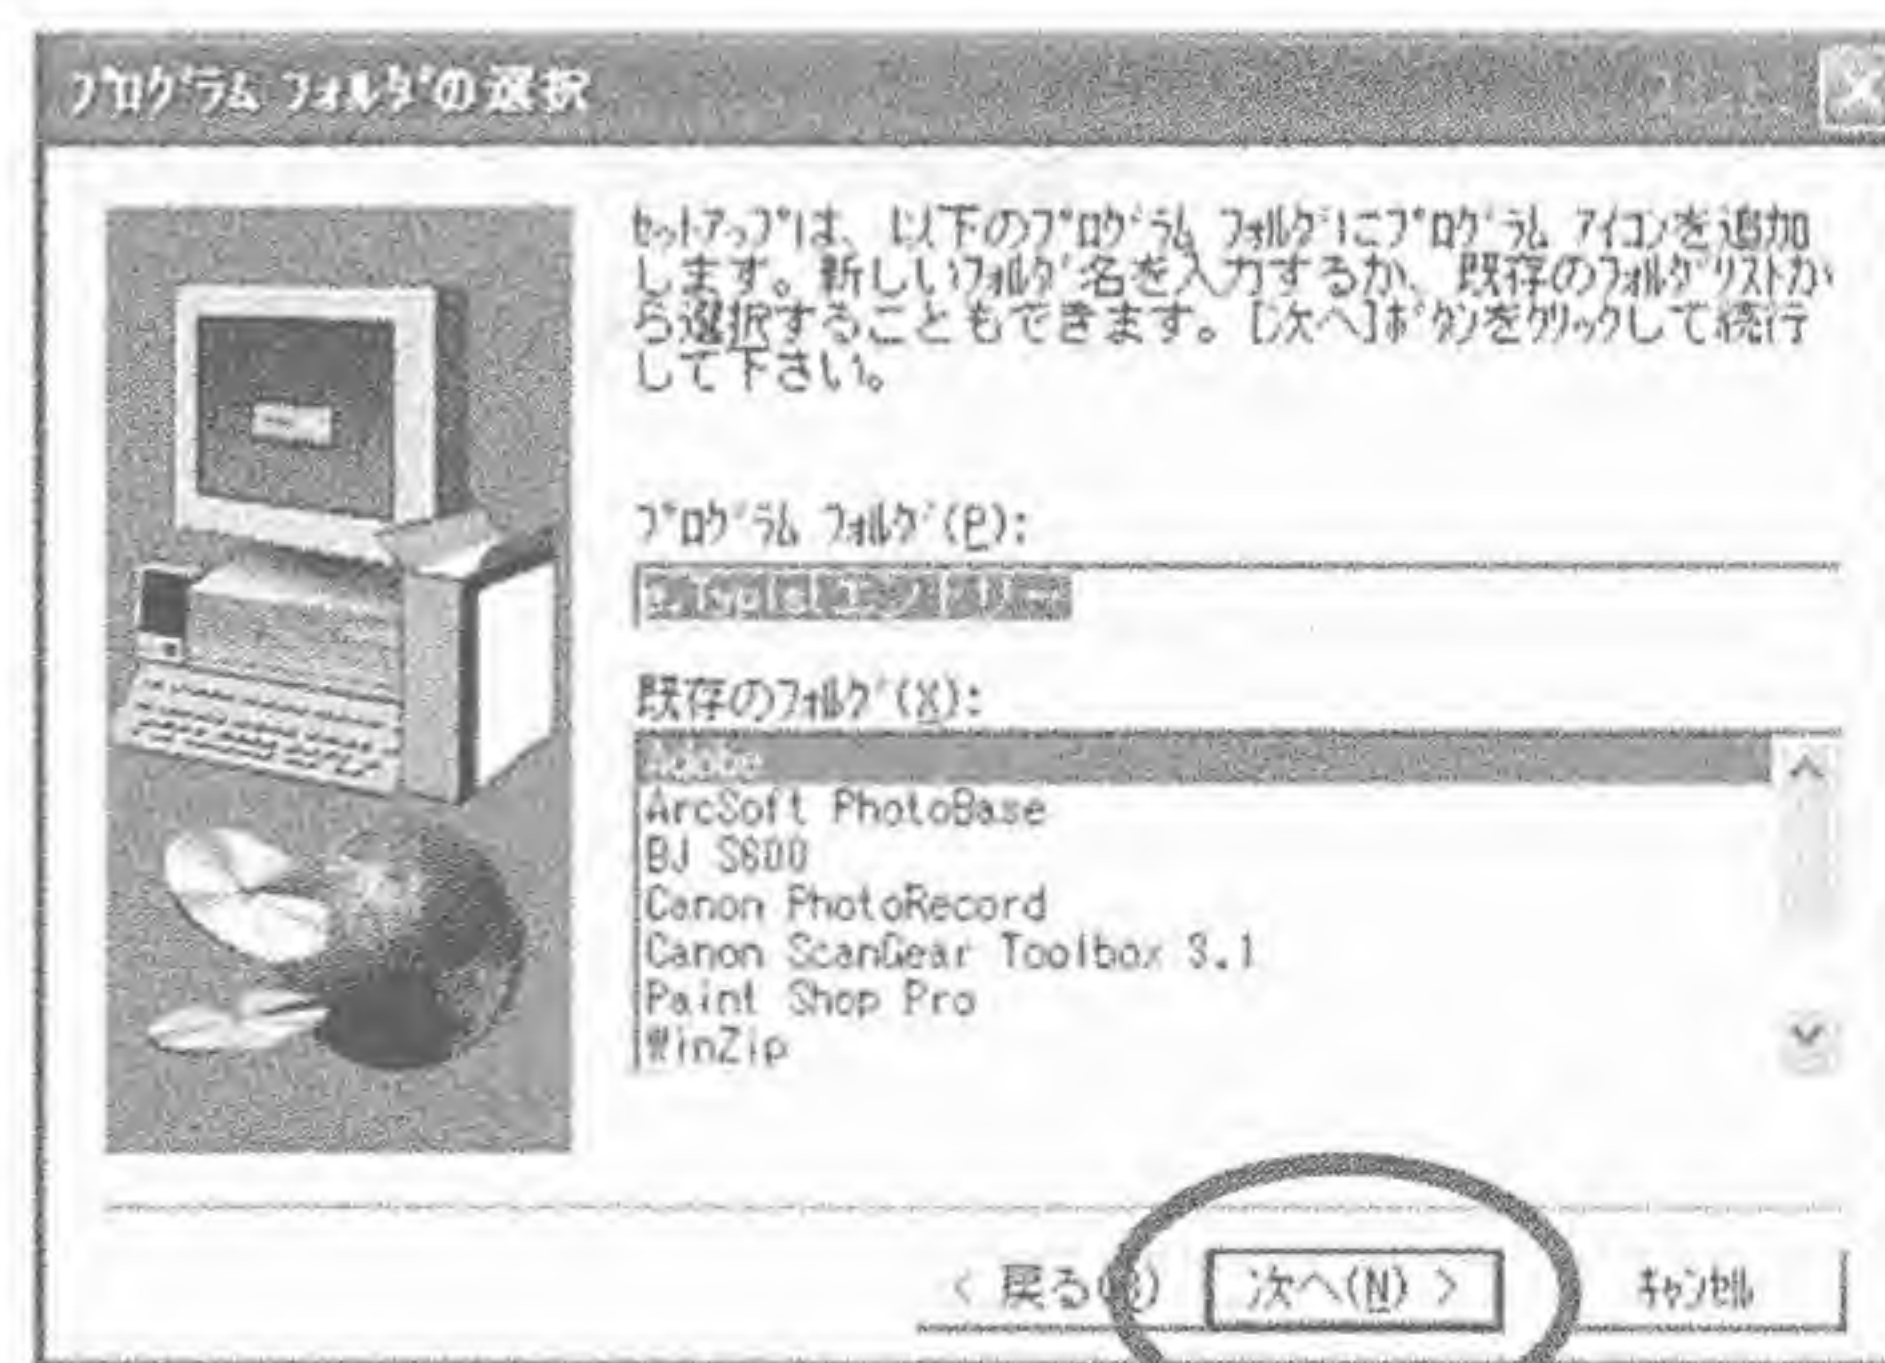 ﾌﾟﾛｸﾞﾗﾑ ﾌｫﾙﾀﾞの選択
ｾｯﾄｱｯﾌﾟは、以下のﾌﾟﾛｸﾞﾗﾑ ﾌｫﾙﾀﾞにﾌﾟﾛｸﾞﾗﾑ ｱｲｺﾝを追加
します。新しいﾌｫﾙﾀﾞ名を入力するか、既存のﾌｫﾙﾀﾞﾘｽﾄか
ら選択することもできます。[次へ]ﾎﾞﾀﾝをｸﾘｯｸして続行
して下さい。
ﾌﾟﾛｸﾞﾗﾑ ﾌｫﾙﾀﾞ(P):
既存のﾌｫﾙﾀﾞ(X):
Adobe
ArcSoft PhotoBase
BJ S600
Canon PhotoRecord
Canon ScanGear Toolbox 3.1
Paint Shop Pro
WinZip
< 戻る(B) 次へ(N) > ｷｬﾝｾﾙ